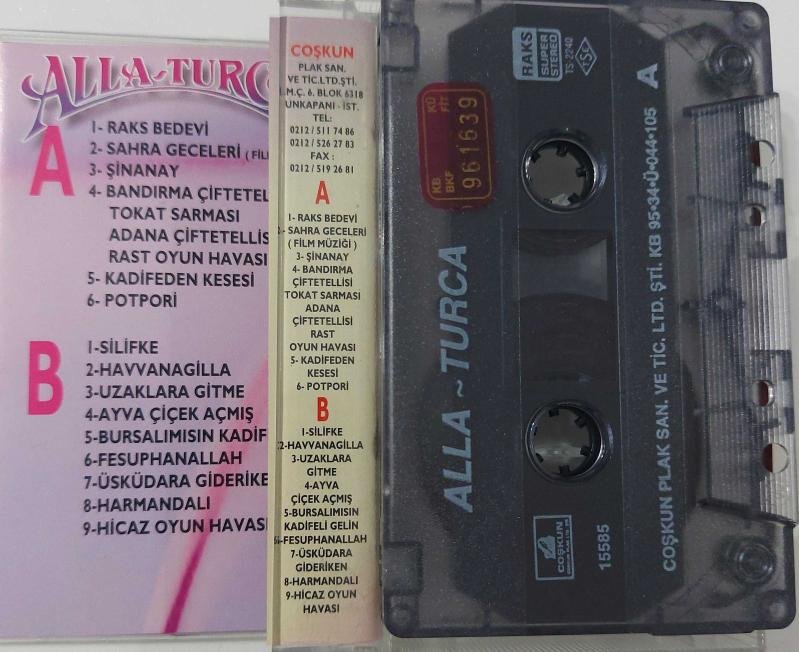 ALLA~TURCA
A
1- RAKS BEDEVİ
2- SAHRA GECELERİ ( FİL
3- ŞİNANAY
4- BANDIRMA ÇİFTETEL
TOKAT SARMASI
ADANA ÇİFTETELLİS
RAST OYUN HAVASI
5- KADİFEDEN KESESİ
6- POTPORİ
B
1-SİLİFKE
2-HAVVANAGİLLA
3-UZAKLARA GİTME
4-AYVA ÇİÇEK AÇMIŞ
5-BURSALIMISIN KADİF
6-FESUPHANALLAH
7-ÜSKÜDARA GİDERİKE
8-HARMANDALI
9-HİCAZ OYUN HAVASI
COŞKUN
PLAK SAN.
VE TİC.LTD.ŞTİ.
İ.M.Ç. 6. BLOK 6318
UNKAPANI - İST.
TEL:
0212 / 511 74 86
0212 / 526 27 83
FAX :
0212 / 519 26 81
A
1- RAKS BEDEVİ
2- SAHRA GECELERİ
( FİLM MÜZİĞİ )
3- ŞİNANAY
4- BANDIRMA
ÇİFTETELLİSİ
TOKAT SARMASI
ADANA
ÇİFTETELLİSİ
RAST
OYUN HAVASI
5- KADİFEDEN
KESESİ
6- POTPORİ
B
1-SİLİFKE
2-HAVVANAGİLLA
3-UZAKLARA
GİTME
4-AYVA
ÇİÇEK AÇMIŞ
5-BURSALIMISIN
KADİFELİ GELİN
6-FESUPHANALLAH
7-ÜSKÜDARA
GİDERİKEN
8-HARMANDALI
9-HİCAZ OYUN
HAVASI
RAKS
SUPER
STEREO
TS-2240
TSE
A
KÜ
FİT
KB
BKF
961639
ALLA ~ TURCA
COŞKUN
15585
COŞKUN PLAK SAN. VE TİC. LTD. ŞTİ. KB 95•34•Ü•044•105